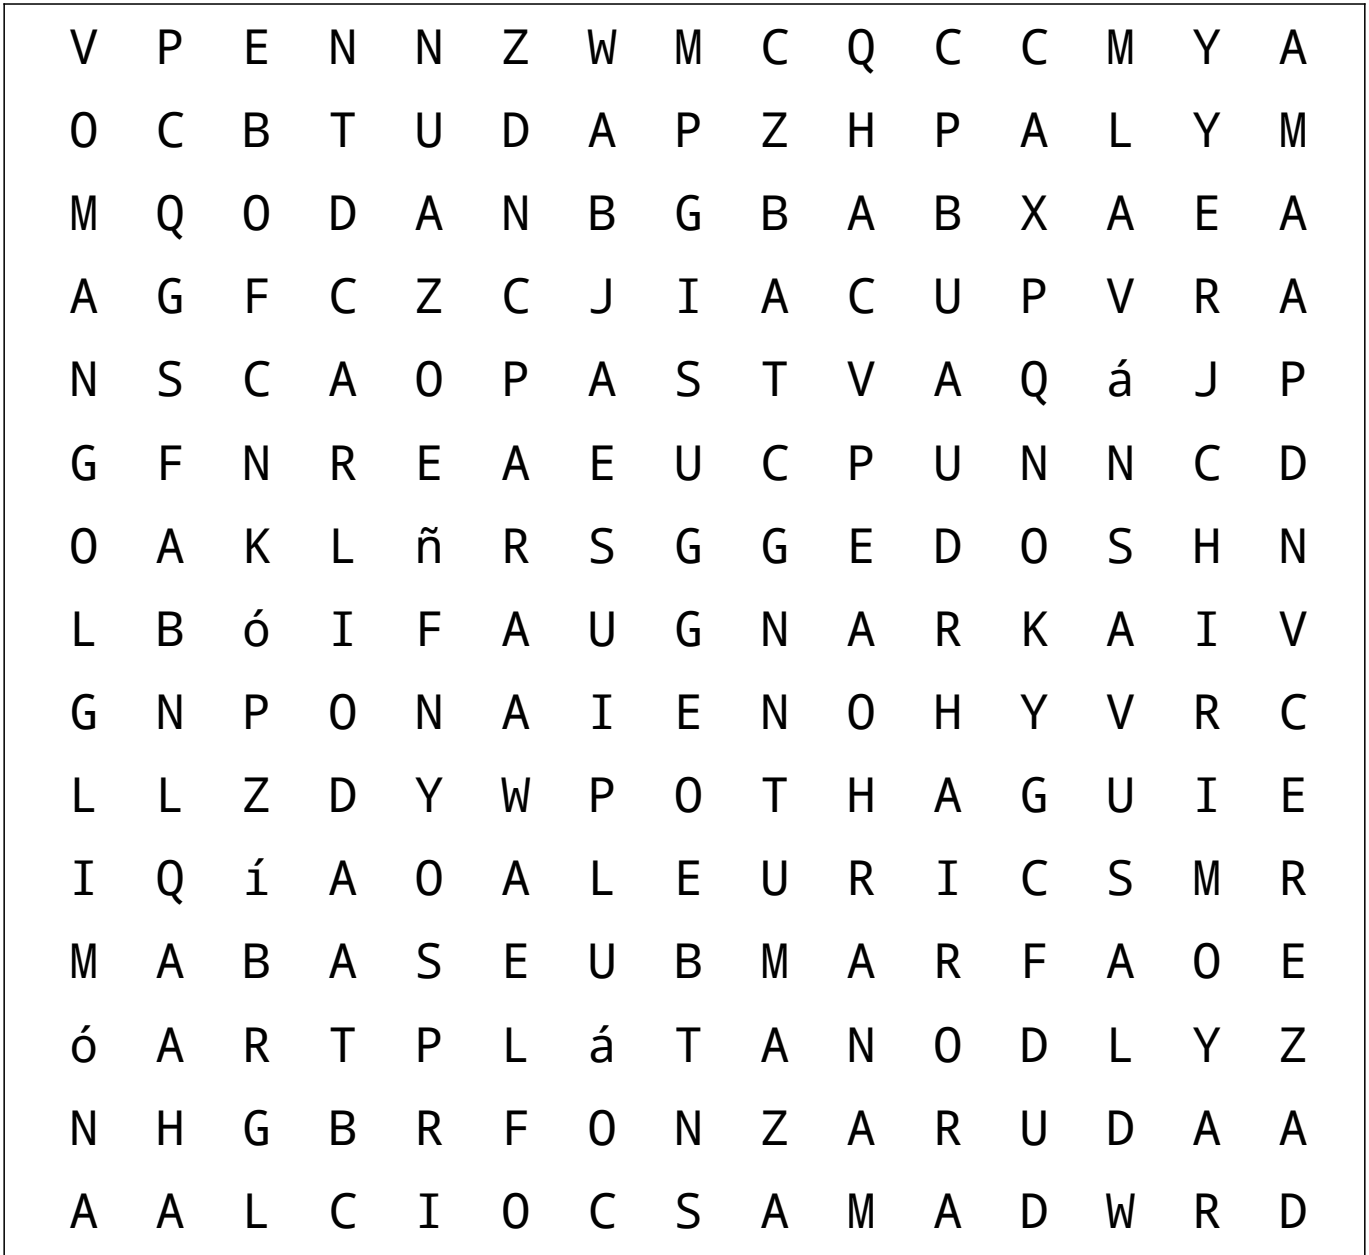 V P E N N Z W M C Q C C M Y A
O C B T U D A P Z H P A L Y M
M Q O D A N B G B A B X A E A
A G F C Z C J I A C U P V R A
N S C A O P A S T V A Q á J P
G F N R E A E U C P U N N C D
O A K L ñ R S G G E D O S H N
L B ó I F A U G N A R K A I V
G N P O N A I E N O H Y V R C
L L Z D Y W P O T H A G U I E
I Q í A O A L E U R I C S M R
M A B A S E U B M A R F A O E
ó A R T P L á T A N O D L Y Z
N H G B R F O N Z A R U D A A
A A L C I O C S A M A D W R D